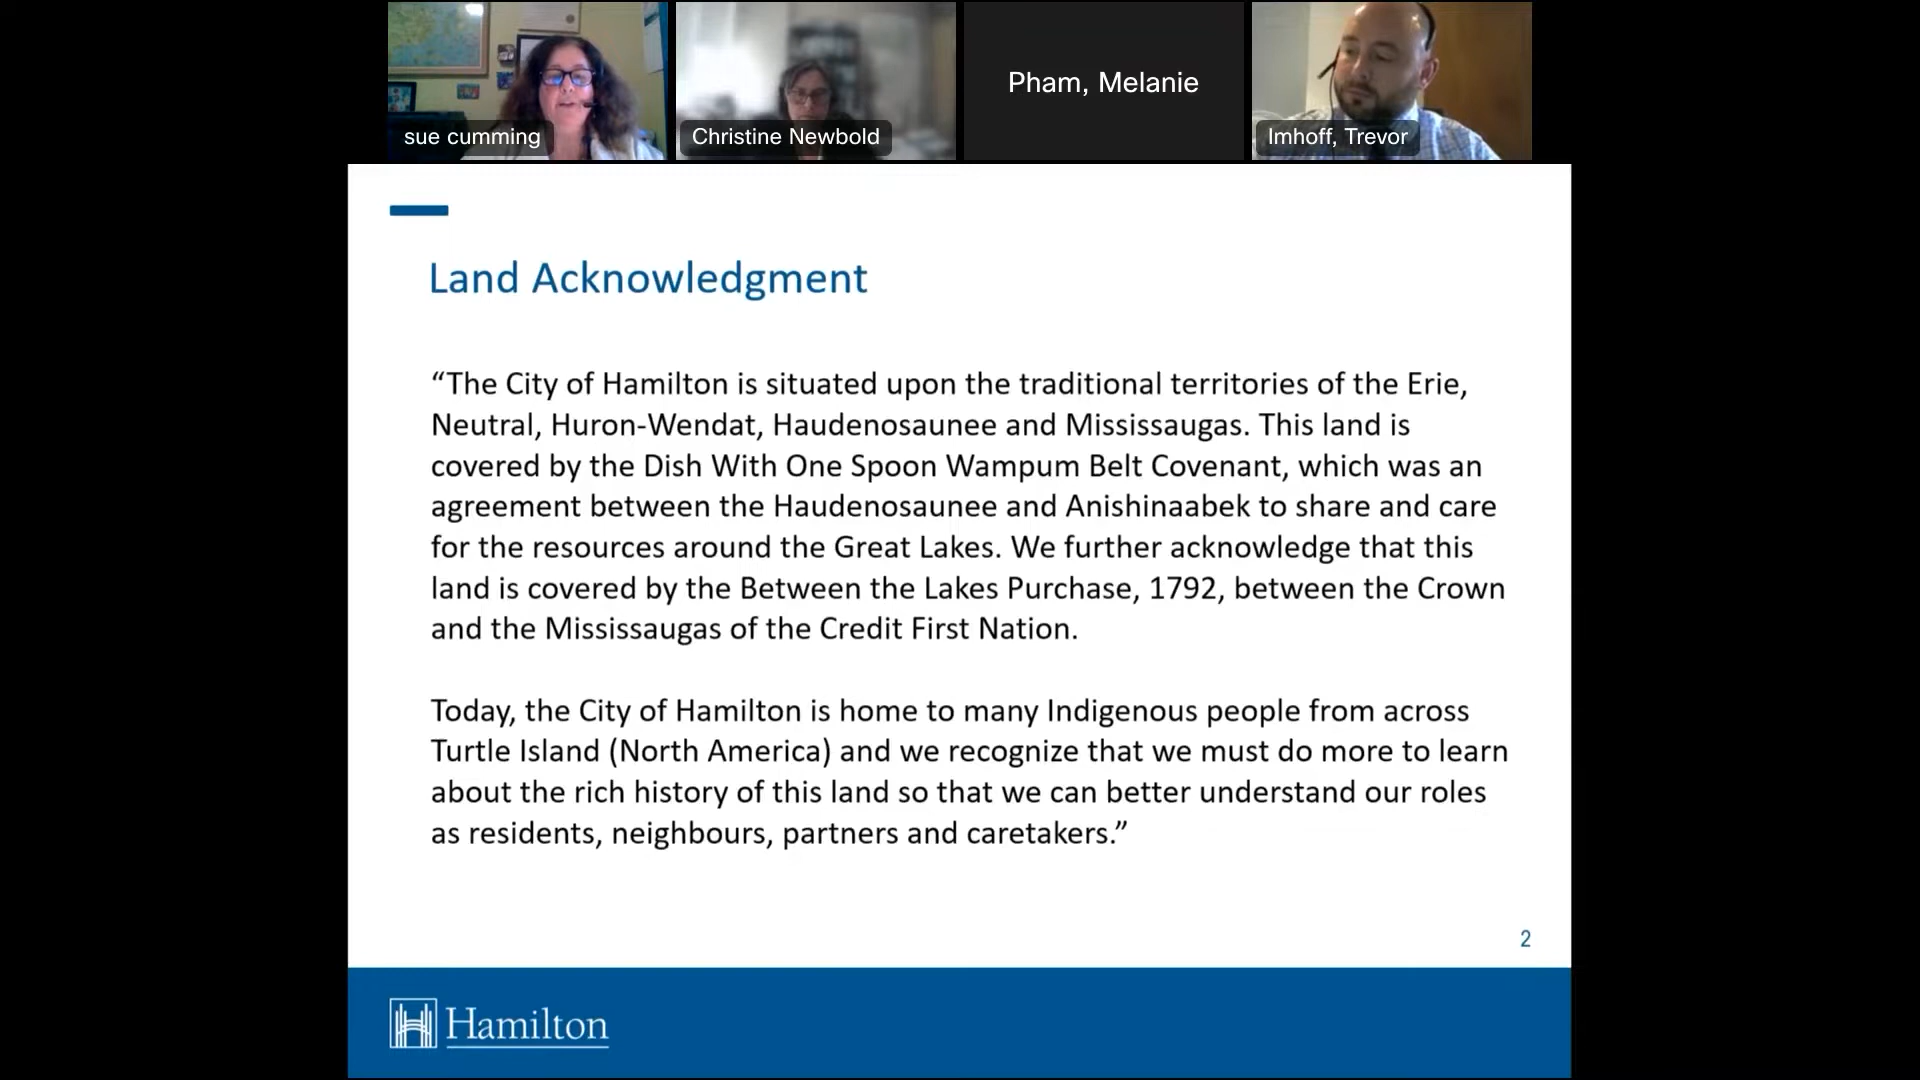 sue cumming
Christine Newbold
Pham, Melanie
Imhoff, Trevor
Land Acknowledgment
“The City of Hamilton is situated upon the traditional territories of the Erie,
Neutral, Huron-Wendat, Haudenosaunee and Mississaugas. This land is
covered by the Dish With One Spoon Wampum Belt Covenant, which was an
agreement between the Haudenosaunee and Anishinaabek to share and care
for the resources around the Great Lakes. We further acknowledge that this
land is covered by the Between the Lakes Purchase, 1792, between the Crown
and the Mississaugas of the Credit First Nation.
Today, the City of Hamilton is home to many Indigenous people from across
Turtle Island (North America) and we recognize that we must do more to learn
about the rich history of this land so that we can better understand our roles
as residents, neighbours, partners and caretakers.”
2
Hamilton